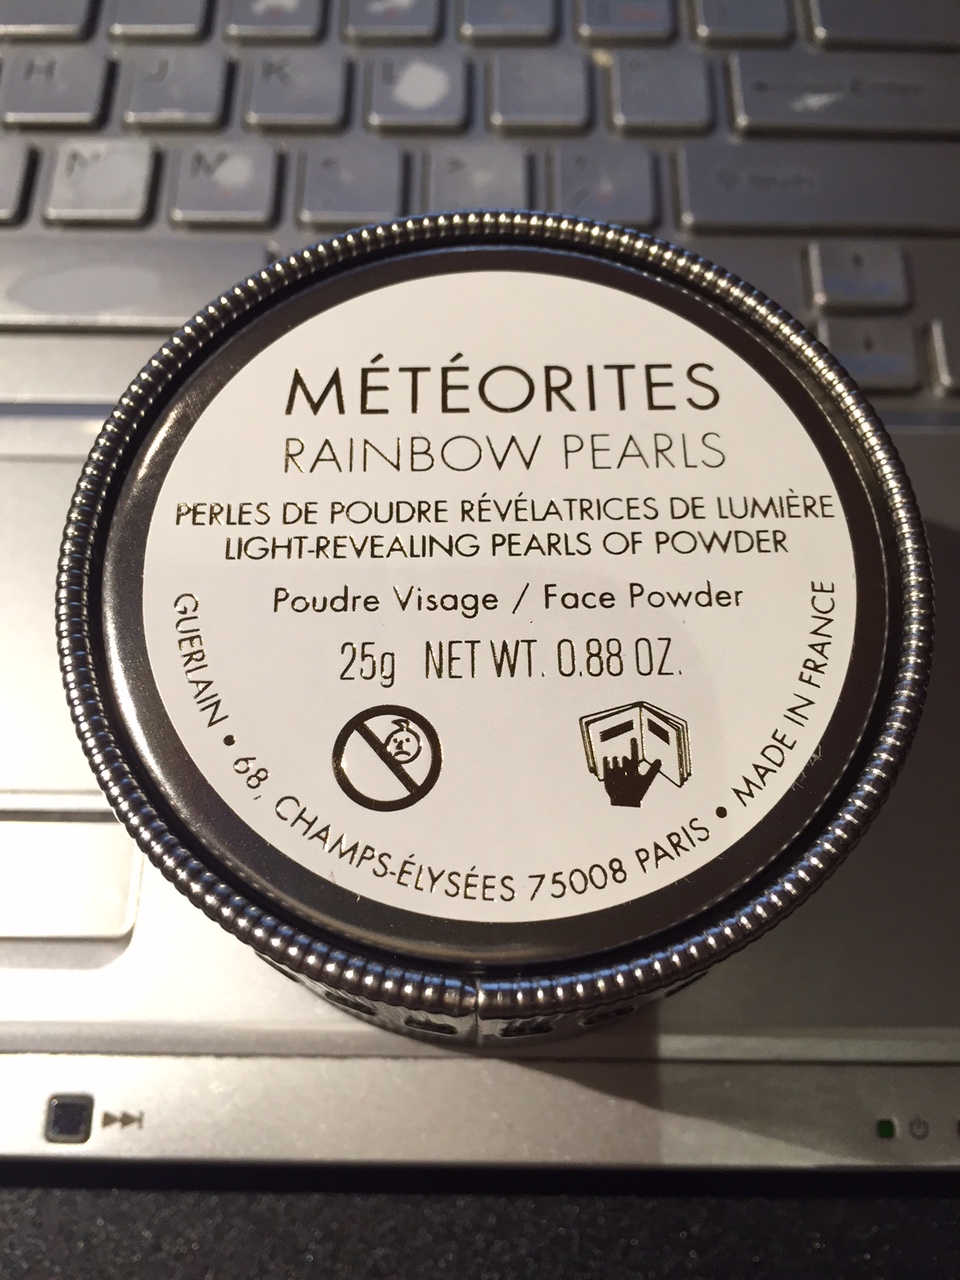 H J K L
Enter
N M
MÉTÉORITES
RAINBOW PEARLS
PERLES DE POUDRE RÉVÉLATRICES DE LUMIÈRE
LIGHT-REVEALING PEARLS OF POWDER
Poudre Visage / Face Powder
25g NET WT. 0.88 OZ.
GUERLAIN • 68, CHAMPS-ÉLYSÉES 75008 PARIS • MADE IN FRANCE